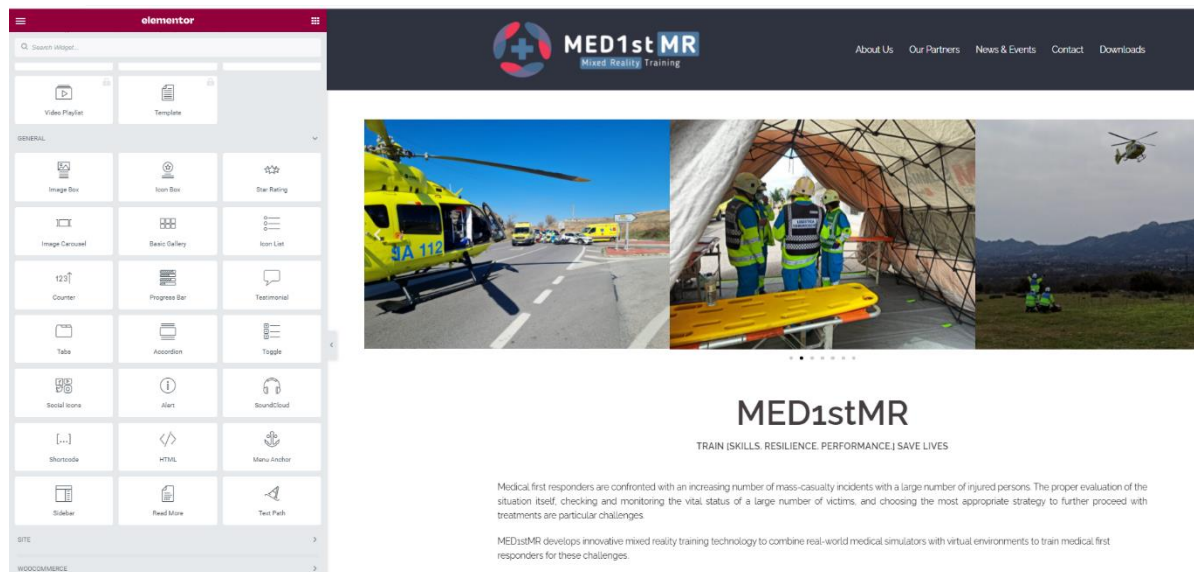 elementor
Search Widget...
Video Playlist
Template
GENERAL
Image Box
Icon Box
Star Rating
Image Carousel
Basic Gallery
Icon List
123
Counter
Progress Bar
Testimonial
Tabs
Accordion
Toggle
Social Icons
Alert
SoundCloud
[...]
Shortcode
</>
HTML
Menu Anchor
Sidebar
Read More
Text Path
SITE
WOOCOMMERCE
MED1st MR
Mixed Reality Training
About Us Our Partners News & Events Contact Downloads
IA 112
MED1stMR
TRAIN [SKILLS. RESILIENCE. PERFORMANCE.] SAVE LIVES
Medical first responders are confronted with an increasing number of mass-casualty incidents with a large number of injured persons. The proper evaluation of the
situation itself, checking and monitoring the vital status of a large number of victims, and choosing the most appropriate strategy to further proceed with
treatments are particular challenges.
MED1stMR develops innovative mixed reality training technology to combine real-world medical simulators with virtual environments to train medical first
responders for these challenges.